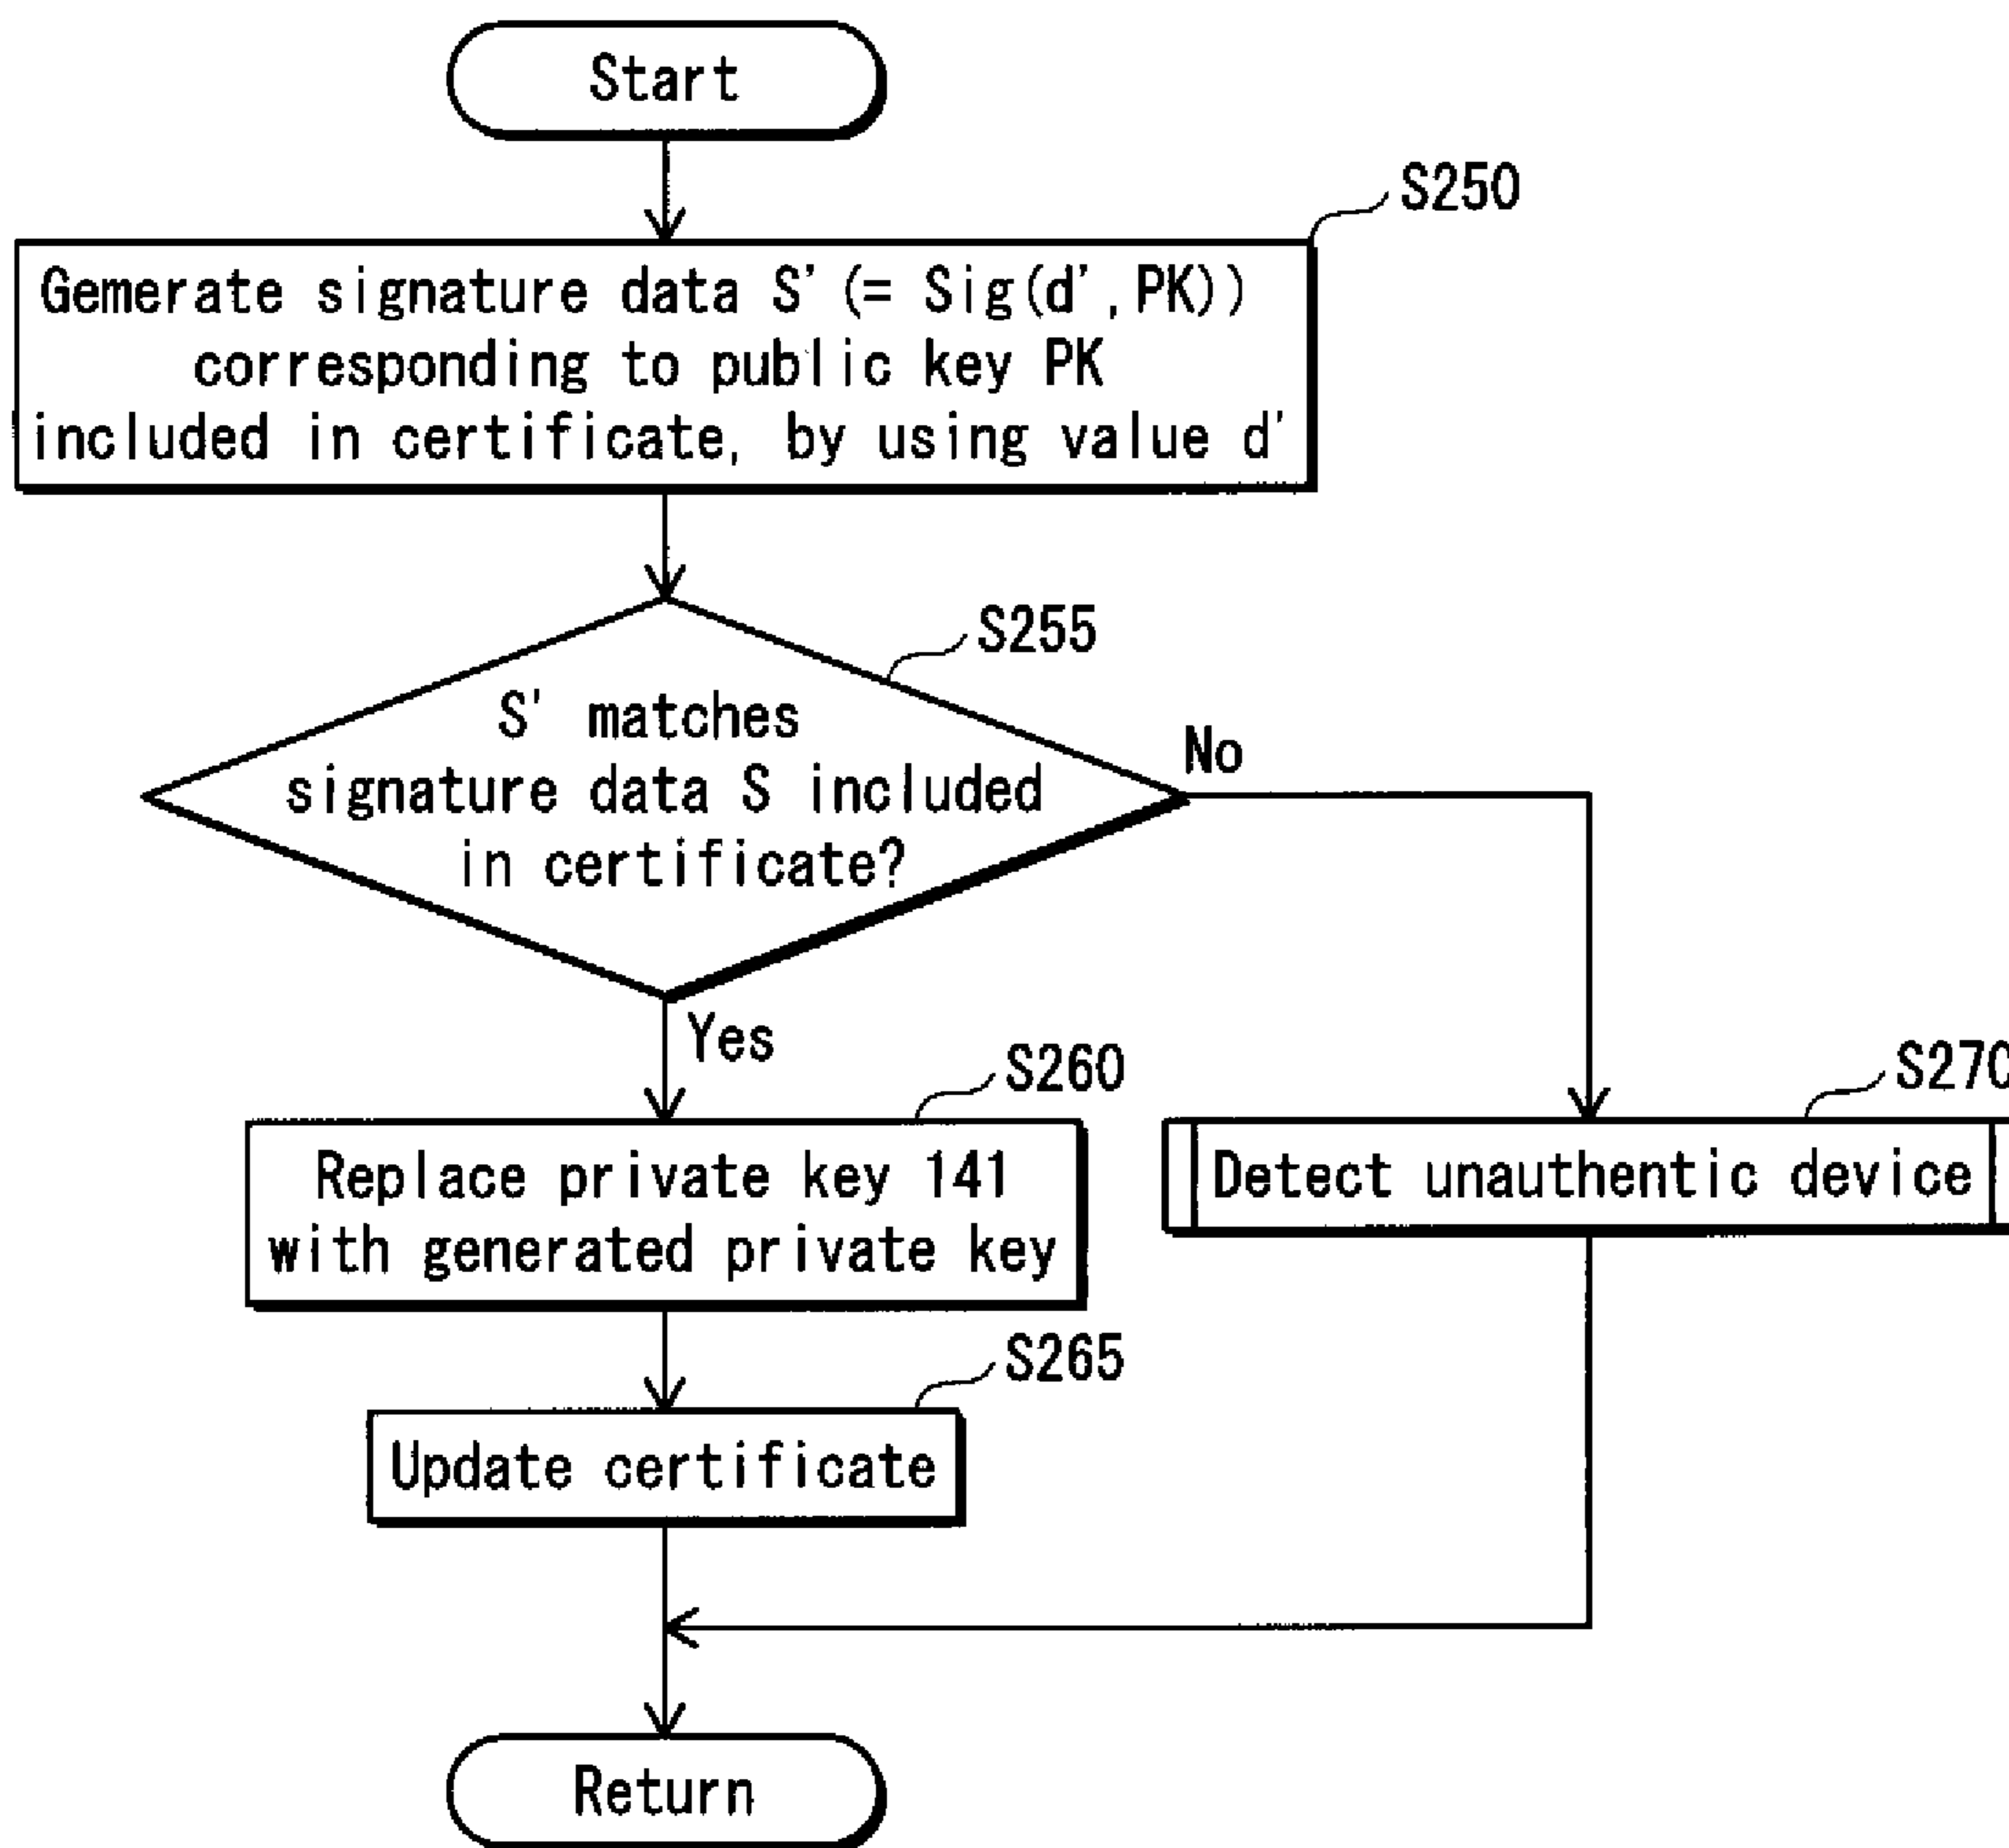 Start
S250
Gemerate signature data S' (= Sig(d', PK))
corresponding to public key PK
included in certificate, by using value d'
S255
S' matches
signature data S included
in certificate?
No
Yes
S260
Replace private key 141
with generated private key
S270
Detect unauthentic device
S265
Update certificate
Return